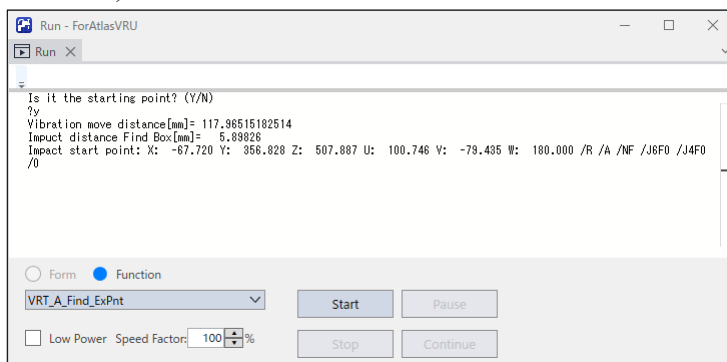 Run - ForAtlasVRU
Run
Is it the starting point? (Y/N)
?y
Vibration move distance[mm]= 117.96515182514
Impuct distance Find Box[mm]=   5.89826
Impact start point: X:  -67.720 Y:  356.828 Z:  507.887 U:  100.746 V:  -79.435 W:  180.000 /R /A /NF /J6F0 /J4F0
/0
Form Function
VRT_A_Find_ExPnt
Start Pause
Low Power Speed Factor: 100 %
Stop Continue